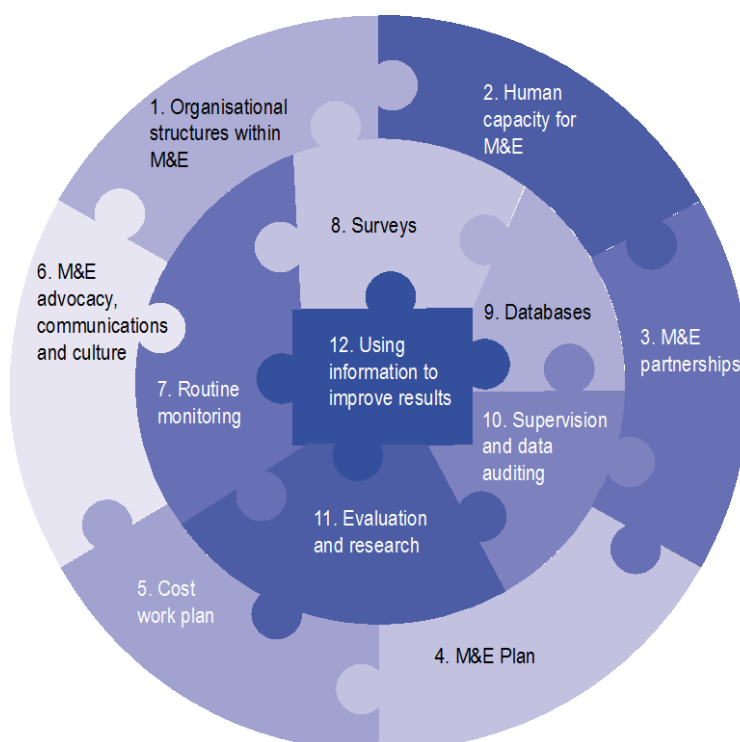 1. Organisational
structures within
M&E
2. Human
capacity for
M&E
3. M&E
partnerships
4. M&E Plan
5. Cost
work plan
6. M&E
advocacy,
communications
and culture
7. Routine
monitoring
8. Surveys
9. Databases
10. Supervision
and data
auditing
11. Evaluation
and research
12. Using
information to
improve results